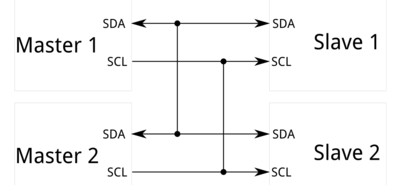 SDA SDA
Master 1 Slave 1
SCL SCL
SDA SDA
Master 2 Slave 2
SCL SCL